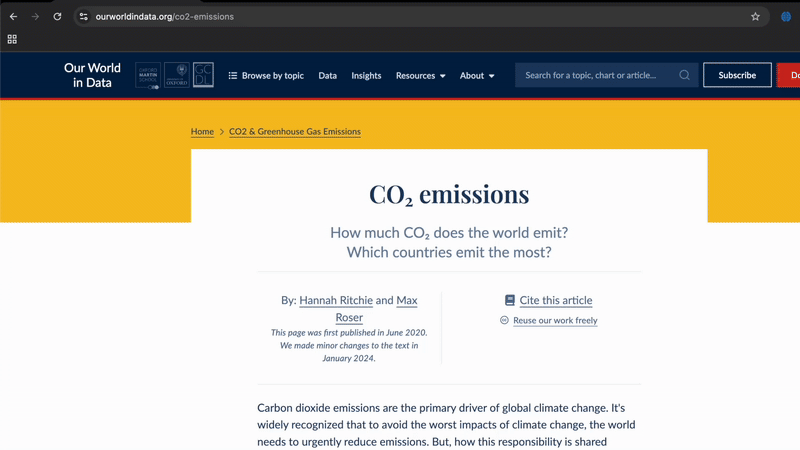 ourworldindata.org/co2-emissions
Our World
in Data
OXFORD
MARTIN
SCHOOL
UNIVERSITY OF
OXFORD
GC
DL
Browse by topic
Data
Insights
Resources
About
Search for a topic, chart or article...
Subscribe
Do
Home > CO2 & Greenhouse Gas Emissions
CO₂ emissions
How much CO₂ does the world emit?
Which countries emit the most?
By: Hannah Ritchie and Max
Roser
This page was first published in June 2020.
We made minor changes to the text in
January 2024.
Cite this article
Reuse our work freely
Carbon dioxide emissions are the primary driver of global climate change. It's
widely recognized that to avoid the worst impacts of climate change, the world
needs to urgently reduce emissions. But, how this responsibility is shared